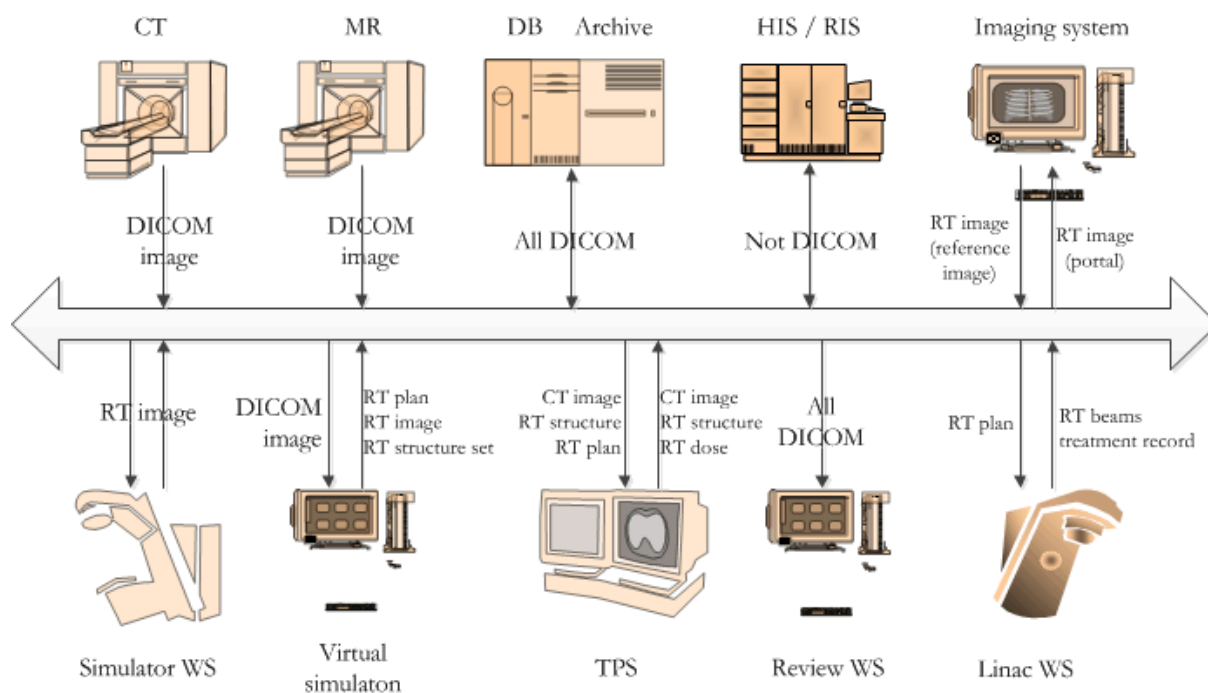 CT
MR
DB Archive
HIS / RIS
Imaging system
DICOM
image
DICOM
image
All DICOM
Not DICOM
RT image
(reference
image)
RT image
(portal)
RT image
DICOM
image
RT plan
RT image
RT structure set
CT image
RT structure
RT plan
CT image
RT structure
RT dose
All
DICOM
RT plan
RT beams
treatment record
Simulator WS
Virtual
simulaton
TPS
Review WS
Linac WS